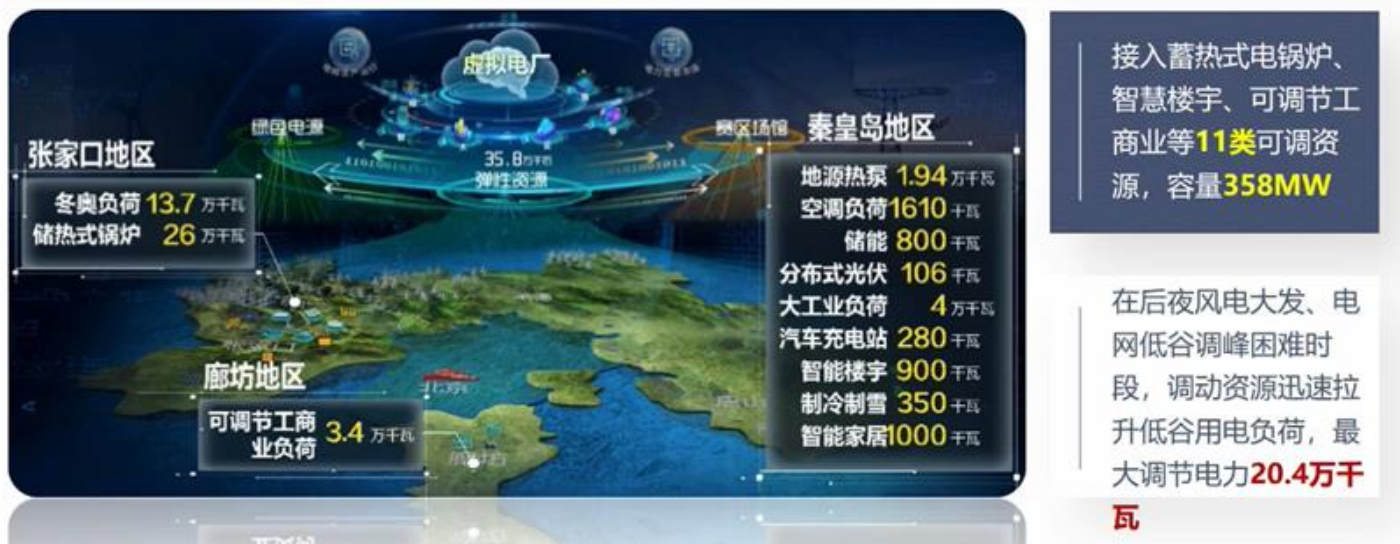 虚拟电厂
绿色电源
赛区场馆
35.8万千瓦
弹性资源
张家口地区
冬奥负荷 13.7 万千瓦
储热式锅炉 26 万千瓦
廊坊地区
可调节工商
业负荷 3.4 万千瓦
北京
秦皇岛地区
地源热泵 1.94 万千瓦
空调负荷 1610 千瓦
储能 800 千瓦
分布式光伏 106 千瓦
大工业负荷 4 万千瓦
汽车充电站 280 千瓦
智能楼宇 900 千瓦
制冷制雪 350 千瓦
智能家居 1000 千瓦
接入蓄热式电锅炉、
智慧楼宇、可调节工
商业等11类可调资
源，容量358MW
在后夜风电大发、电
网低谷调峰困难时
段，调动资源迅速拉
升低谷用电负荷，最
大调节电力20.4万千
瓦